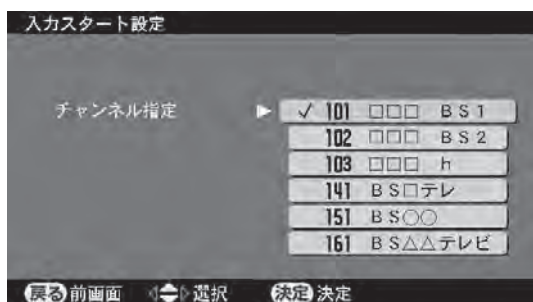 入力スタート設定
チャンネル指定 ▶ ✓ 101 □□□ BS1
102 □□□ BS2
103 □□□ h
141 BS□テレ
151 BS○○
161 BS△△テレビ
戻る 前画面 選択 決定 決定